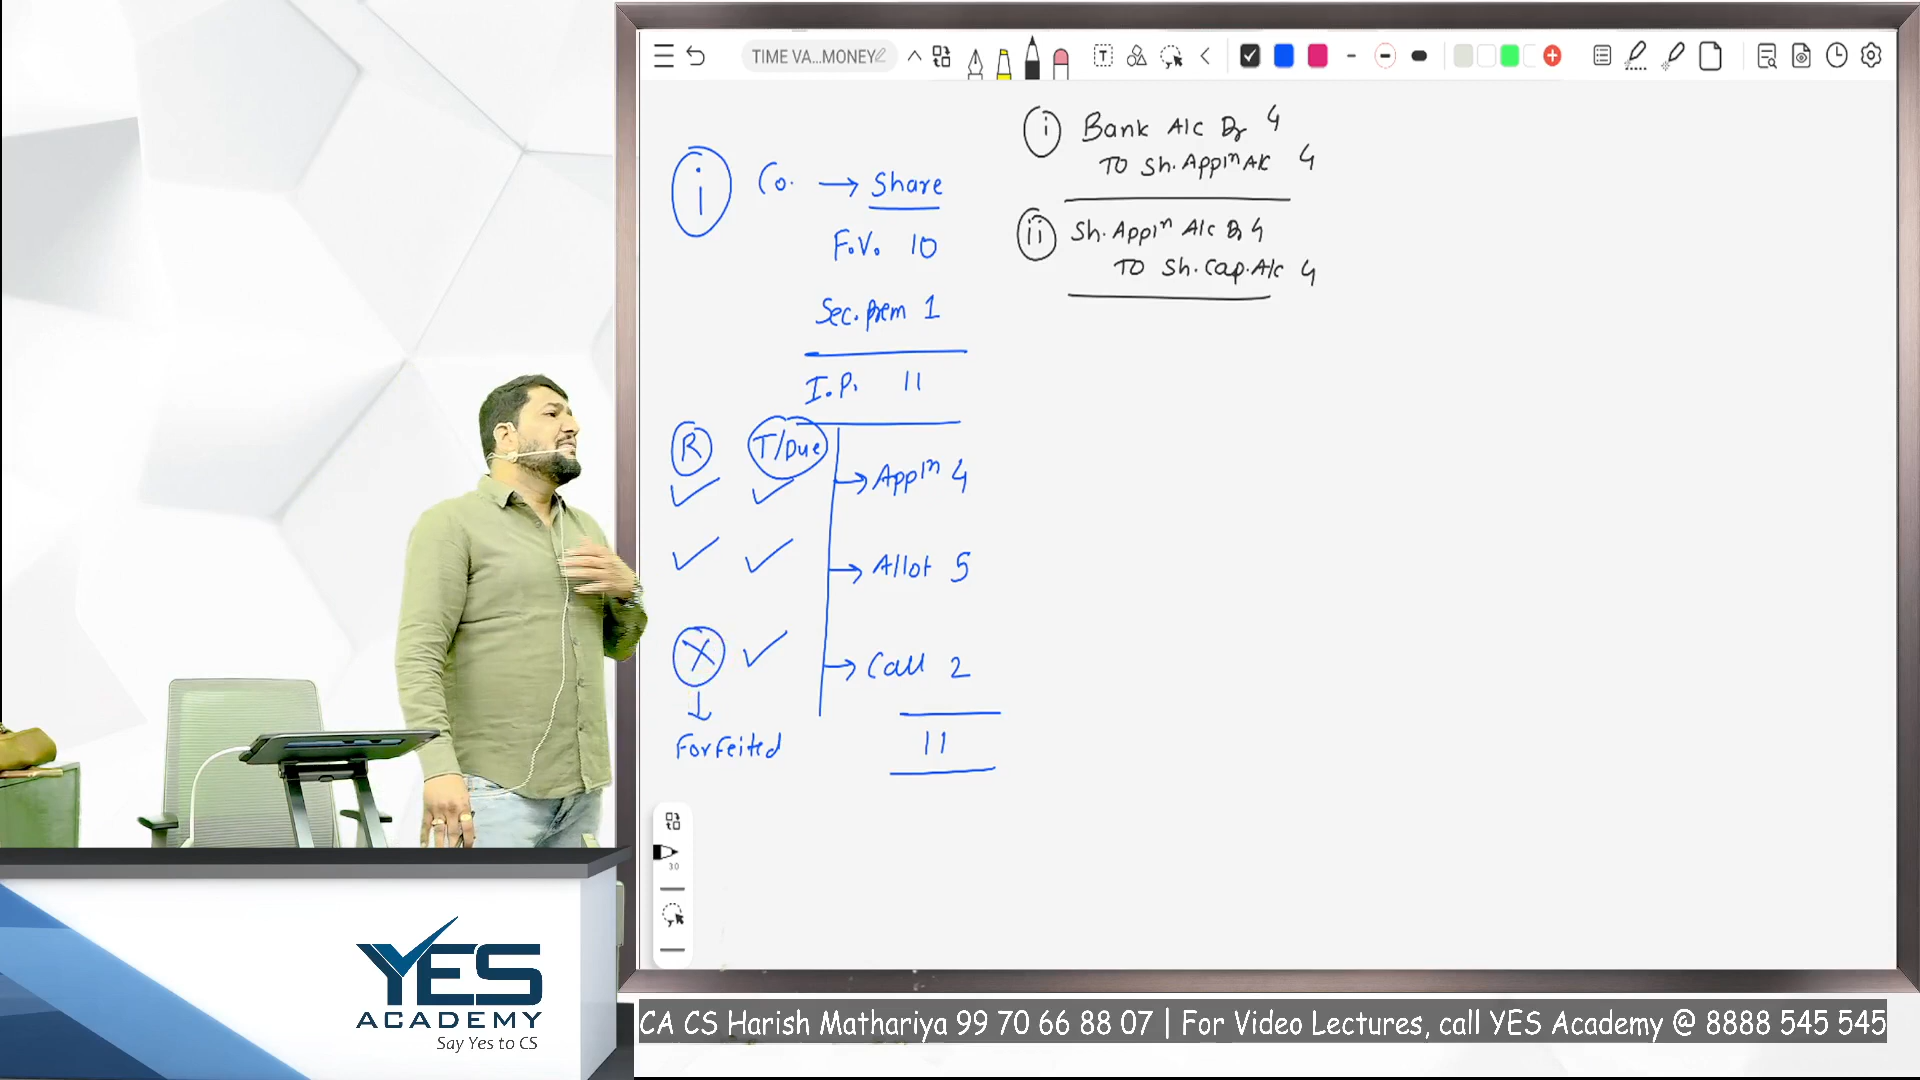 TIME VA...MONEY
i Co. → Share
F.V. 10
Sec. Prem 1
I.P. 11
R T/Due
Appln 4
Allot 5
X Call 2
Forfeited 11
i Bank A/c Dr 4
TO Sh. Appln A/c 4
ii Sh. Appln A/c Dr 4
TO Sh. Cap. A/c 4
30
YES
ACADEMY
Say Yes to CS
CA CS Harish Mathariya 99 70 66 88 07 | For Video Lectures, call YES Academy @ 8888 545 545